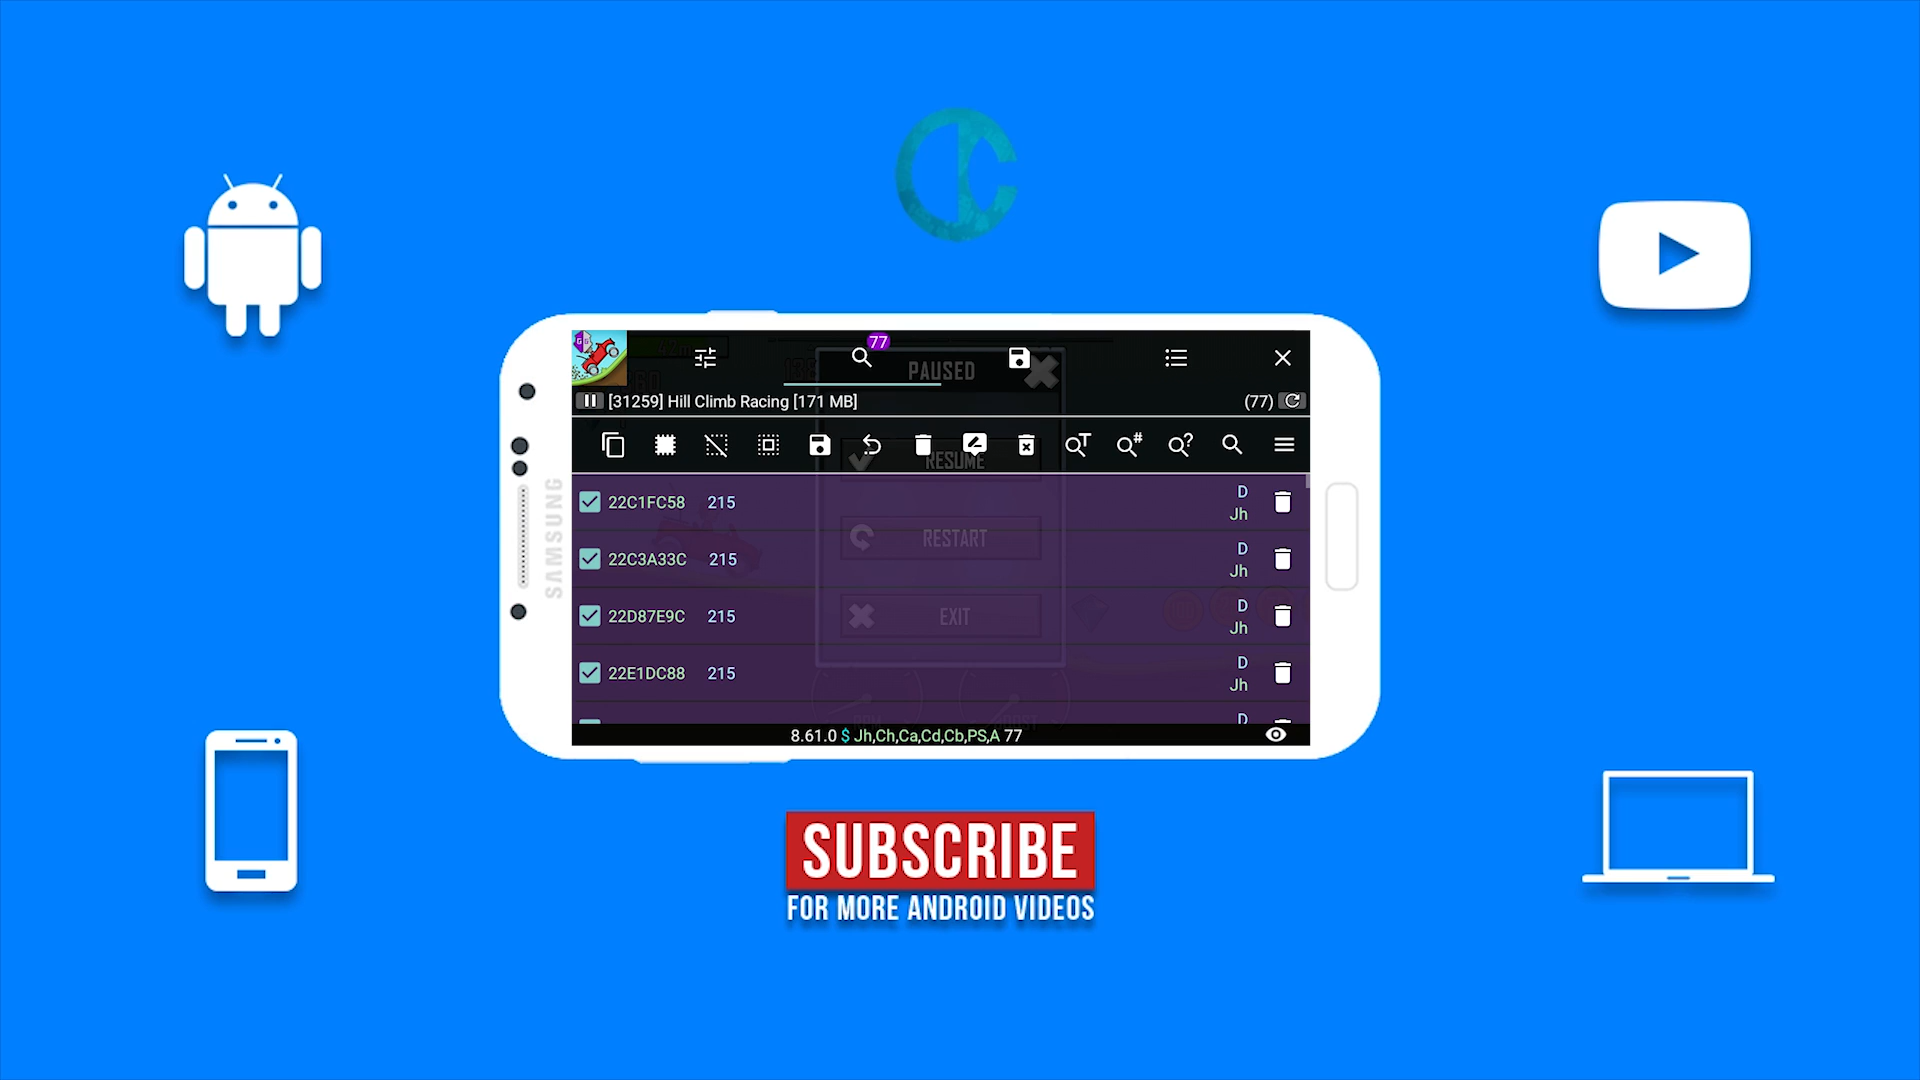 77
PAUSED
[31259] Hill Climb Racing [171 MB]
(77)
RESUME
T
#
?
22C1FC58 215 D
Jh
RESTART
22C3A33C 215 D
Jh
22D87E9C 215 D
Jh
EXIT
22E1DC88 215 D
Jh
D
8.61.0 $ Jh,Ch,Ca,Cd,Cb,PS,A 77
SAMSUNG
SUBSCRIBE
FOR MORE ANDROID VIDEOS